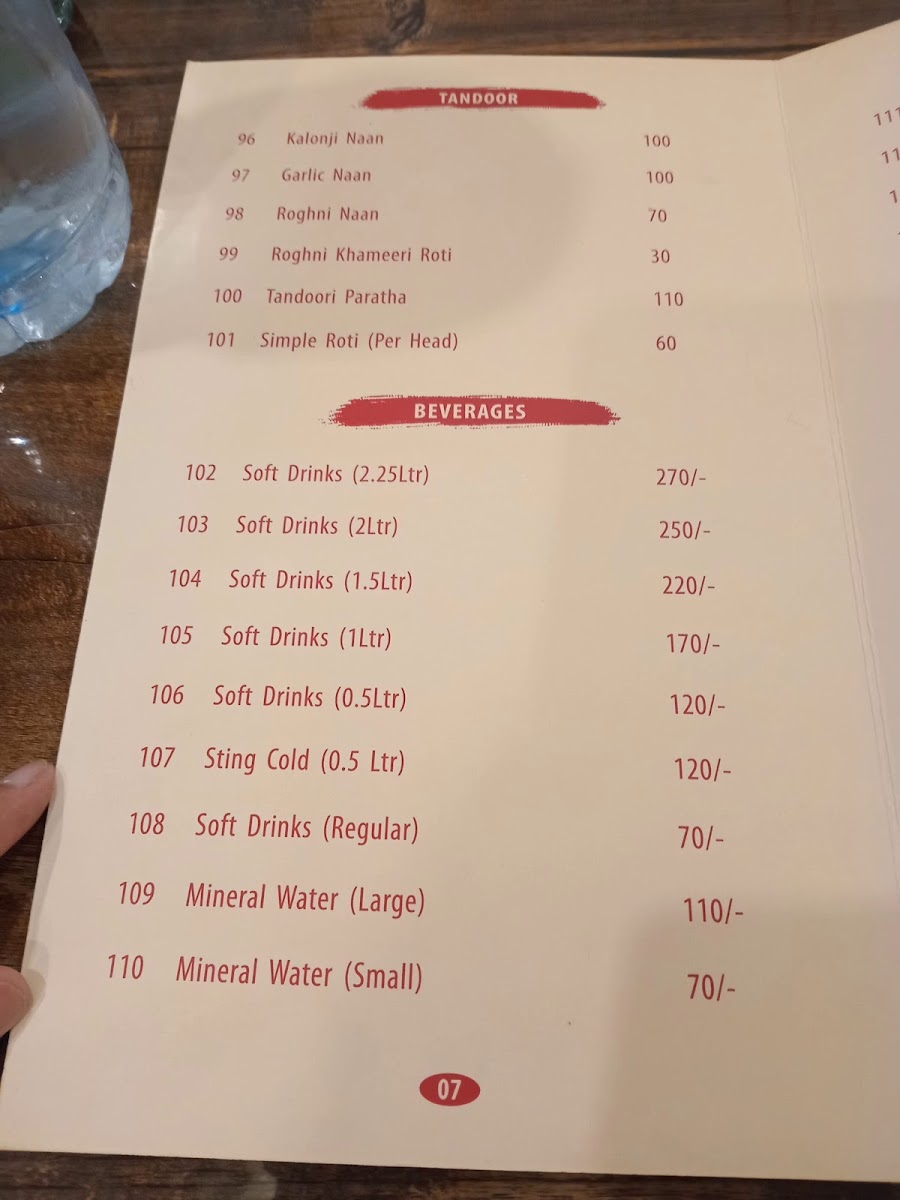 TANDOOR
96 Kalonji Naan 100
97 Garlic Naan 100
98 Roghni Naan 70
99 Roghni Khameeri Roti 30
100 Tandoori Paratha 110
101 Simple Roti (Per Head) 60
BEVERAGES
102 Soft Drinks (2.25Ltr) 270/-
103 Soft Drinks (2Ltr) 250/-
104 Soft Drinks (1.5Ltr) 220/-
105 Soft Drinks (1Ltr) 170/-
106 Soft Drinks (0.5Ltr) 120/-
107 Sting Cold (0.5 Ltr) 120/-
108 Soft Drinks (Regular) 70/-
109 Mineral Water (Large) 110/-
110 Mineral Water (Small) 70/-
07